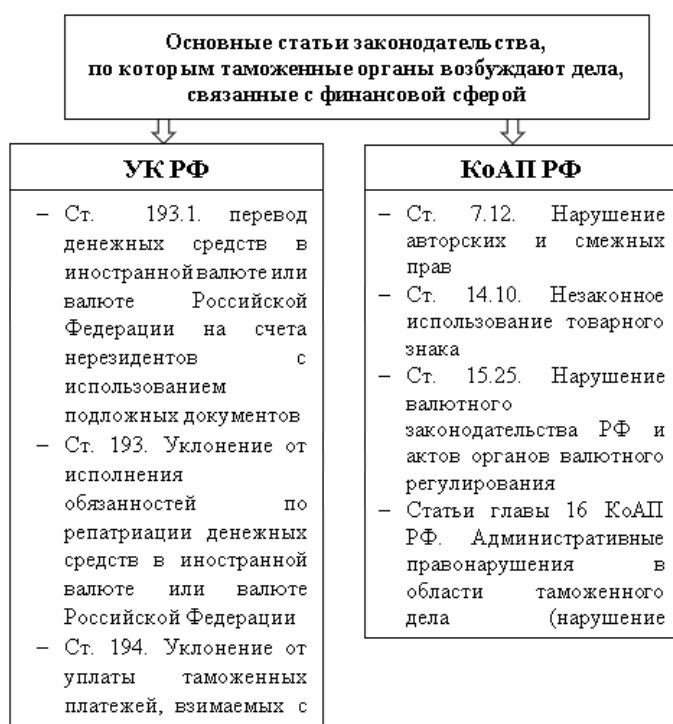 Основные статьи законодательства,
по которым таможенные органы возбуждают дела,
связанные с финансовой сферой
УК РФ
– Ст. 193.1. перевод
денежных средств в
иностранной валюте или
валюте Российской
Федерации на счета
нерезидентов с
использованием
подложных документов
– Ст. 193. Уклонение от
исполнения
обязанностей по
репатриации денежных
средств в иностранной
валюте или валюте
Российской Федерации
– Ст. 194. Уклонение от
уплаты таможенных
платежей, взимаемых с
КоАП РФ
– Ст. 7.12. Нарушение
авторских и смежных
прав
– Ст. 14.10. Незаконное
использование товарного
знака
– Ст. 15.25. Нарушение
валютного
законодательства РФ и
актов органов валютного
регулирования
– Статьи главы 16 КоАП
РФ. Административные
правонарушения в
области таможенного
дела (нарушение